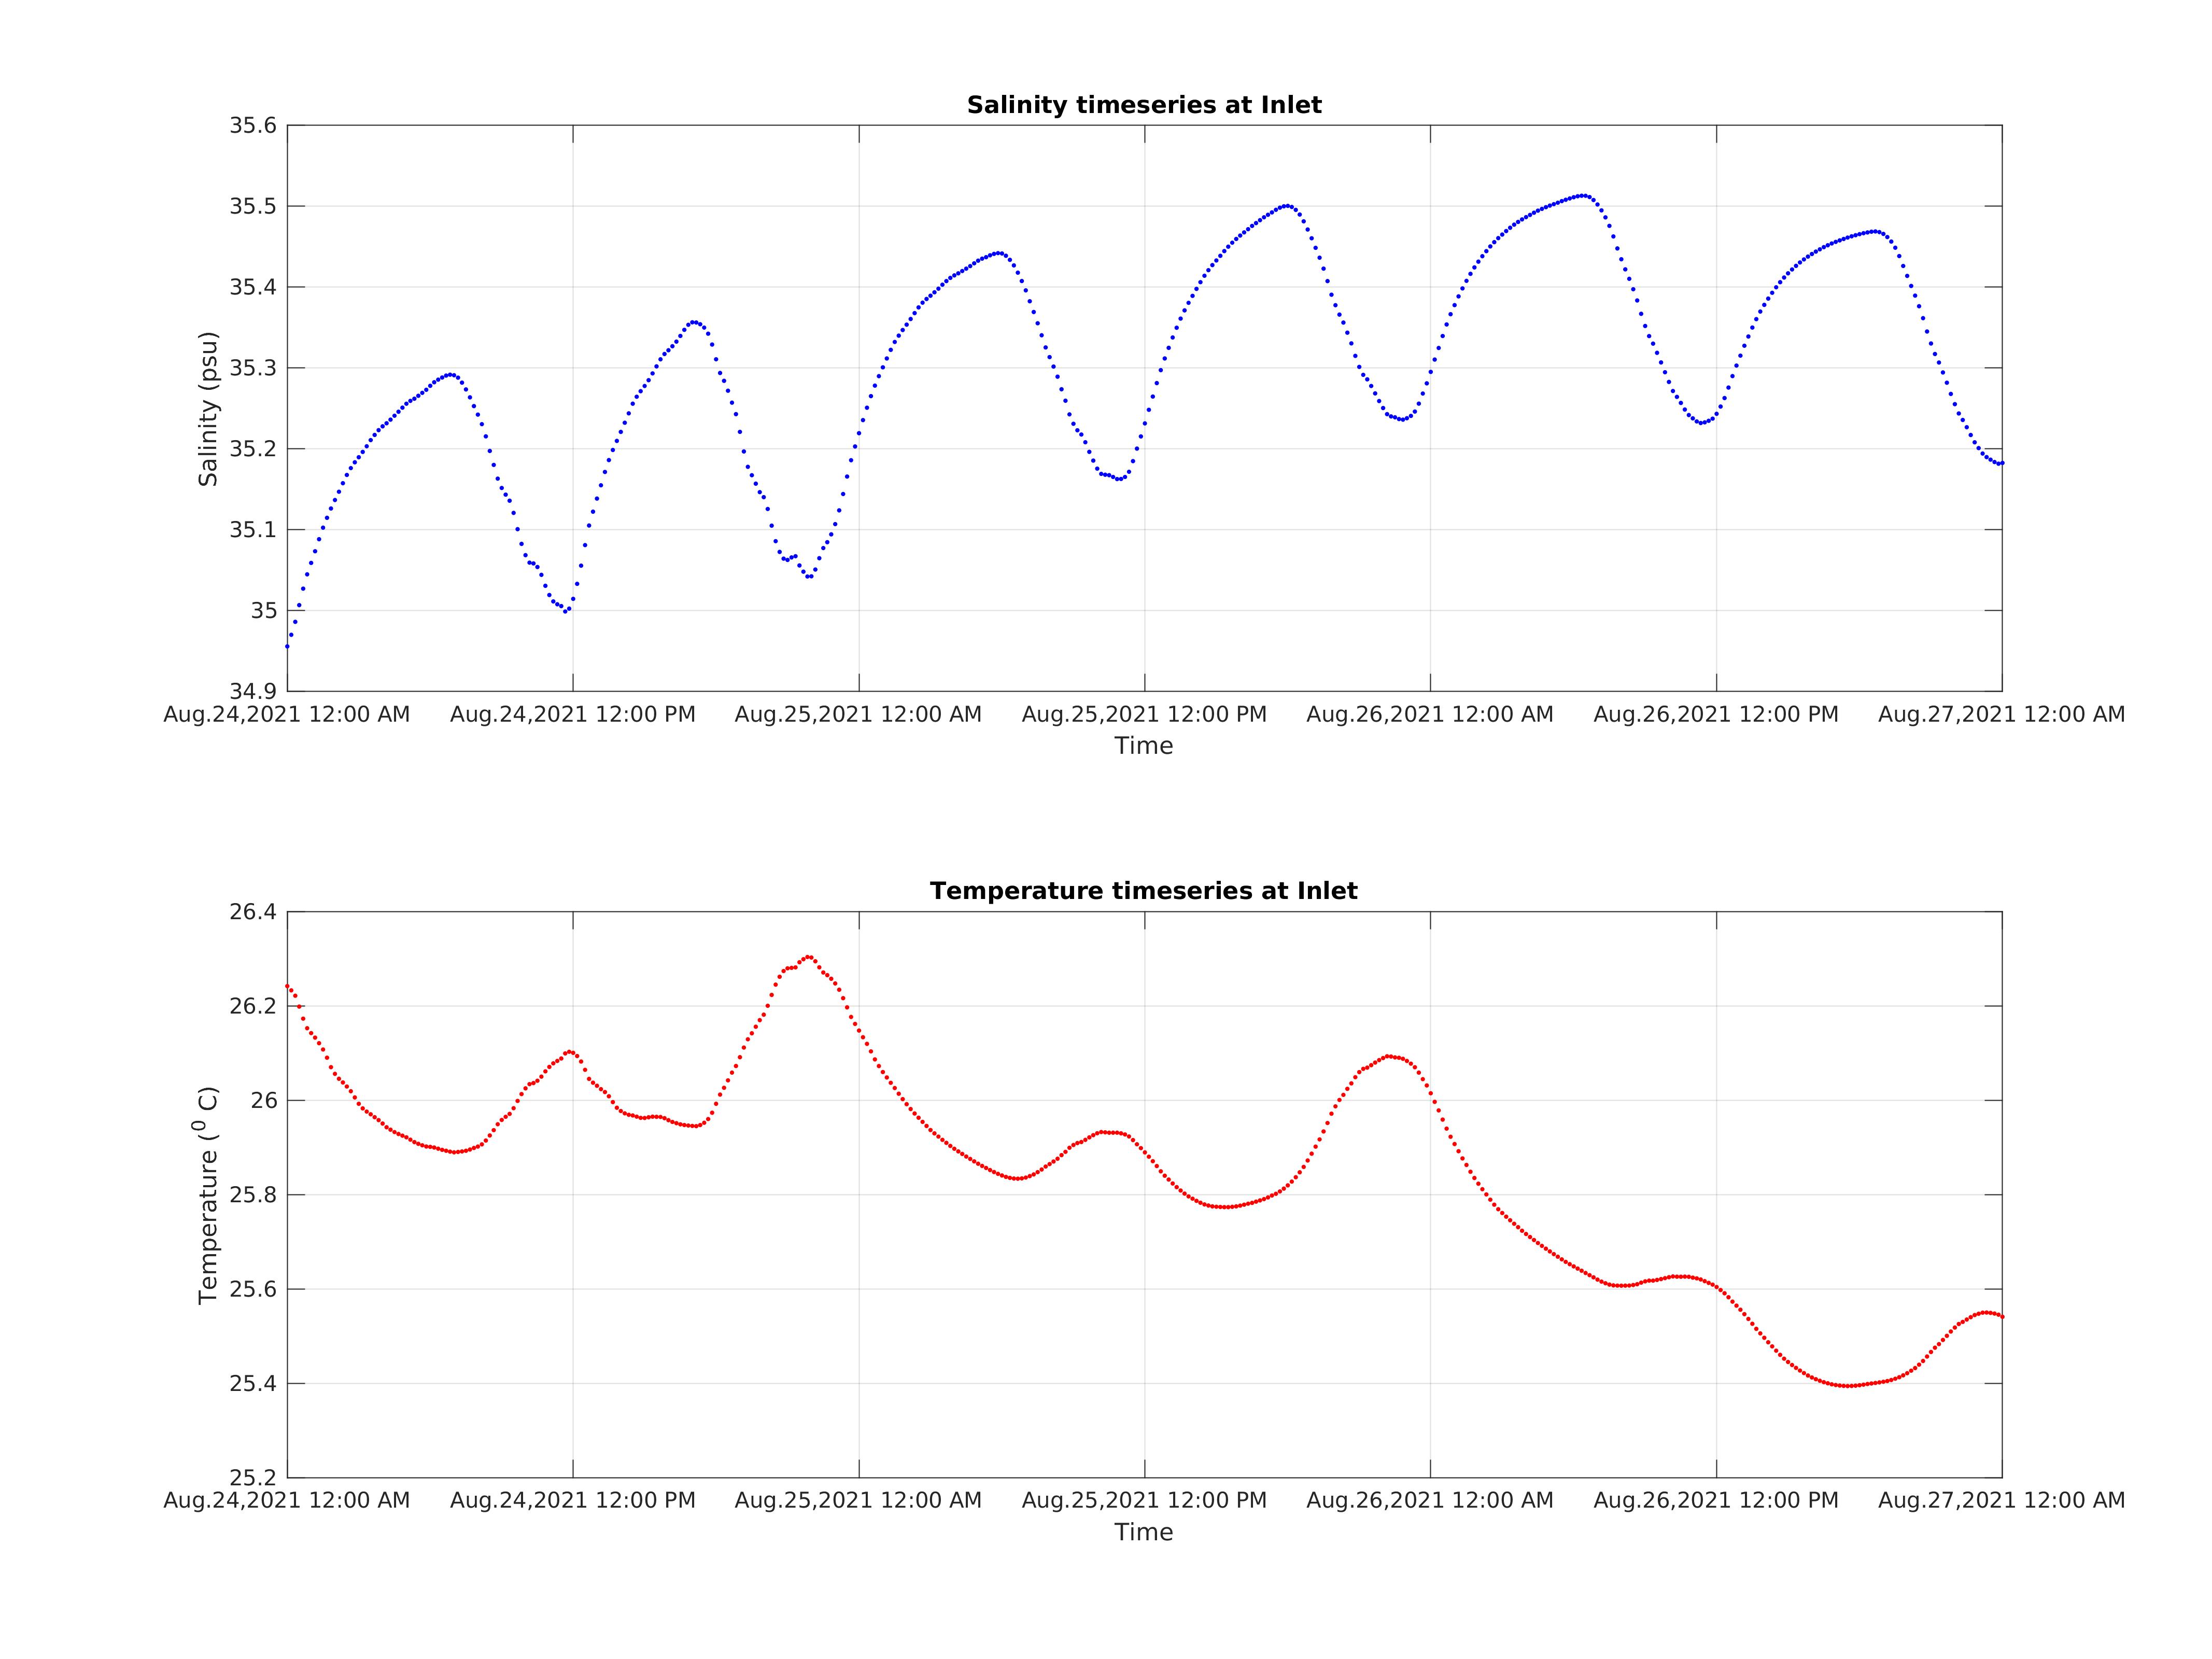 Salinity timeseries at Inlet
35.6
35.5
35.4
35.3
35.2
35.1
35
34.9
Salinity (psu)
Aug.24,2021 12:00 AM Aug.24,2021 12:00 PM Aug.25,2021 12:00 AM Aug.25,2021 12:00 PM Aug.26,2021 12:00 AM Aug.26,2021 12:00 PM Aug.27,2021 12:00 AM
Time
Temperature timeseries at Inlet
26.4
26.2
26
25.8
25.6
25.4
25.2
Temperature (⁰ C)
Aug.24,2021 12:00 AM Aug.24,2021 12:00 PM Aug.25,2021 12:00 AM Aug.25,2021 12:00 PM Aug.26,2021 12:00 AM Aug.26,2021 12:00 PM Aug.27,2021 12:00 AM
Time